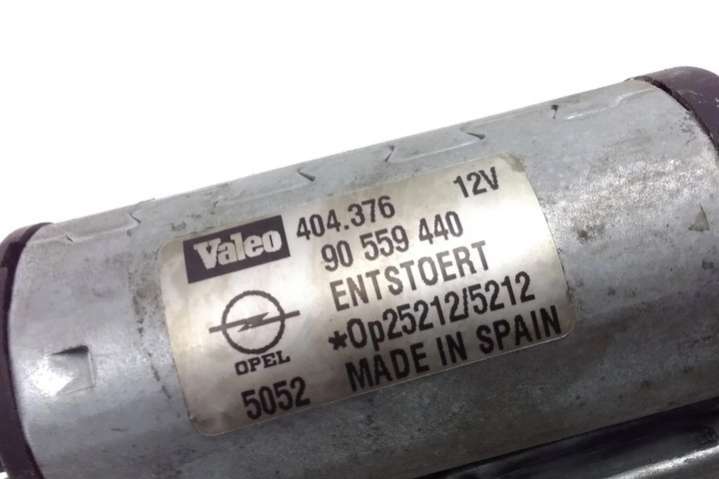 Valeo 404.376 12V
90 559 440
ENTSTOERT
OPEL *Op25212/5212
5052 MADE IN SPAIN